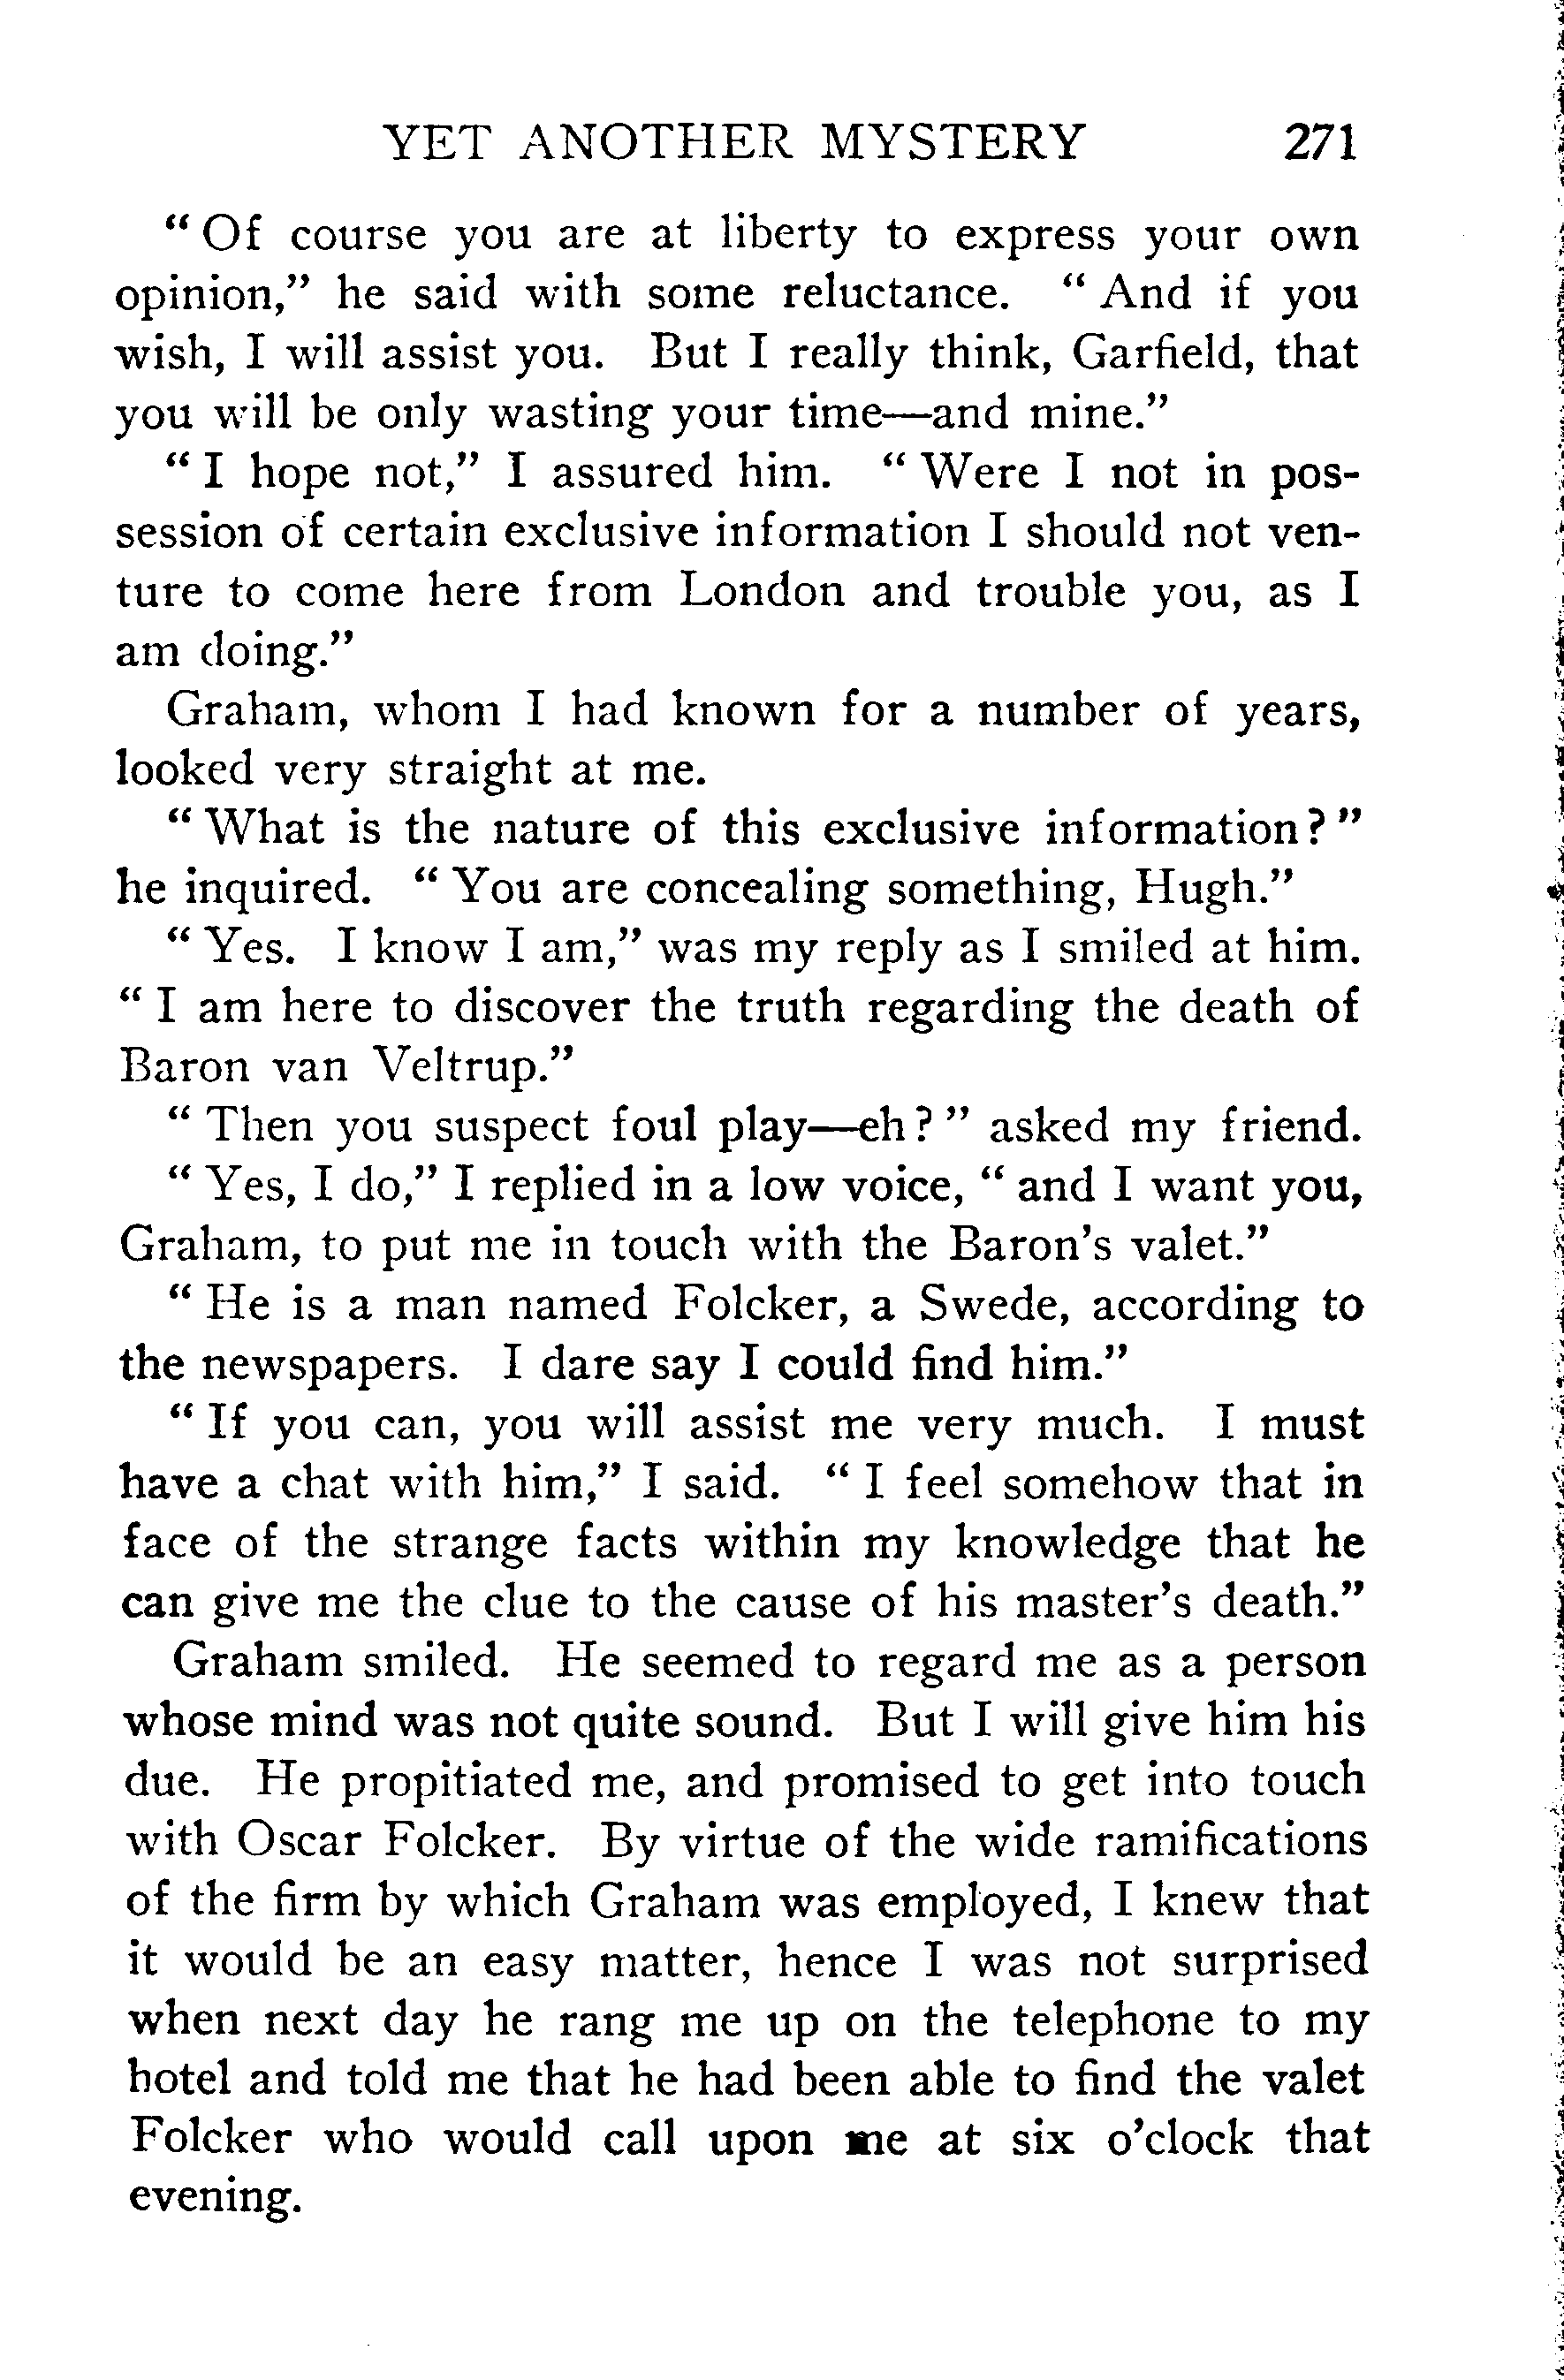 YET ANOTHER MYSTERY 271
“Of course you are at liberty to express your own
opinion,” he said with some reluctance. “And if you
wish, I will assist you. But I really think, Garfield, that
you will be only wasting your time—and mine.”
“I hope not,” I assured him. “Were I not in pos-
session of certain exclusive information I should not ven-
ture to come here from London and trouble you, as I
am doing.”
Graham, whom I had known for a number of years,
looked very straight at me.
“What is the nature of this exclusive information?”
he inquired. “You are concealing something, Hugh.”
“Yes. I know I am,” was my reply as I smiled at him.
“I am here to discover the truth regarding the death of
Baron van Veltrup.”
“Then you suspect foul play—eh?” asked my friend.
“Yes, I do,” I replied in a low voice, “and I want you,
Graham, to put me in touch with the Baron’s valet.”
“He is a man named Folcker, a Swede, according to
the newspapers. I dare say I could find him.”
“If you can, you will assist me very much. I must
have a chat with him,” I said. “I feel somehow that in
face of the strange facts within my knowledge that he
can give me the clue to the cause of his master’s death.”
Graham smiled. He seemed to regard me as a person
whose mind was not quite sound. But I will give him his
due. He propitiated me, and promised to get into touch
with Oscar Folcker. By virtue of the wide ramifications
of the firm by which Graham was employed, I knew that
it would be an easy matter, hence I was not surprised
when next day he rang me up on the telephone to my
hotel and told me that he had been able to find the valet
Folcker who would call upon me at six o’clock that
evening.